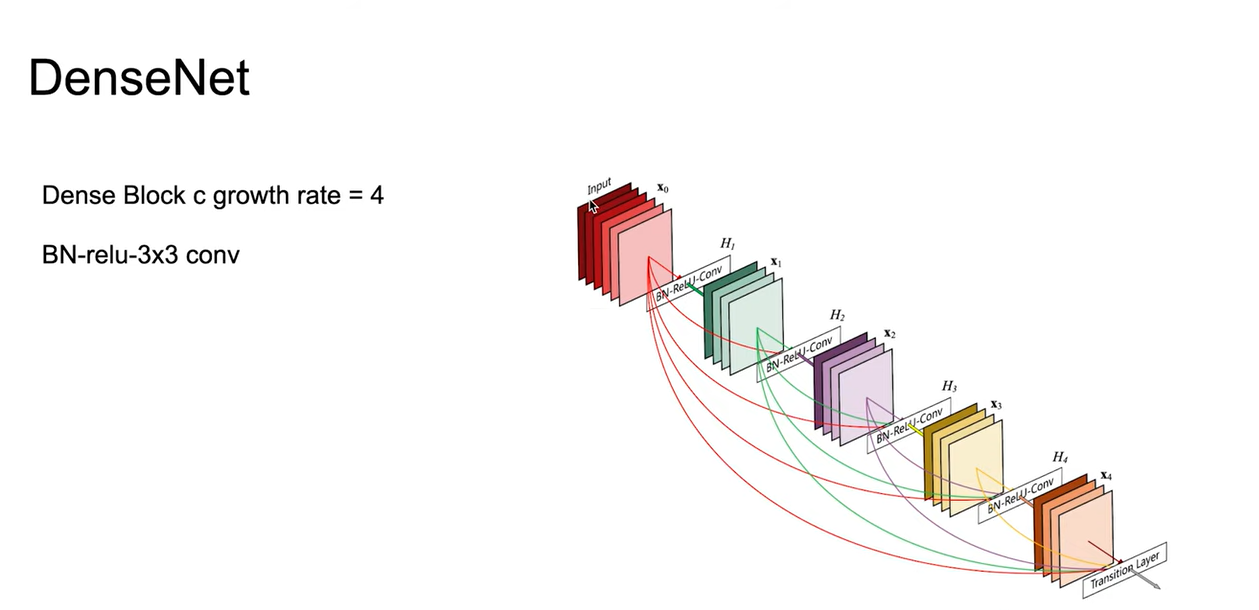 DenseNet
Dense Block c growth rate = 4
BN-relu-3x3 conv
Input
x0
H1
BN-ReLU-Conv
x1
H2
BN-ReLU-Conv
x2
H3
BN-ReLU-Conv
x3
H4
BN-ReLU-Conv
x4
Transition Layer